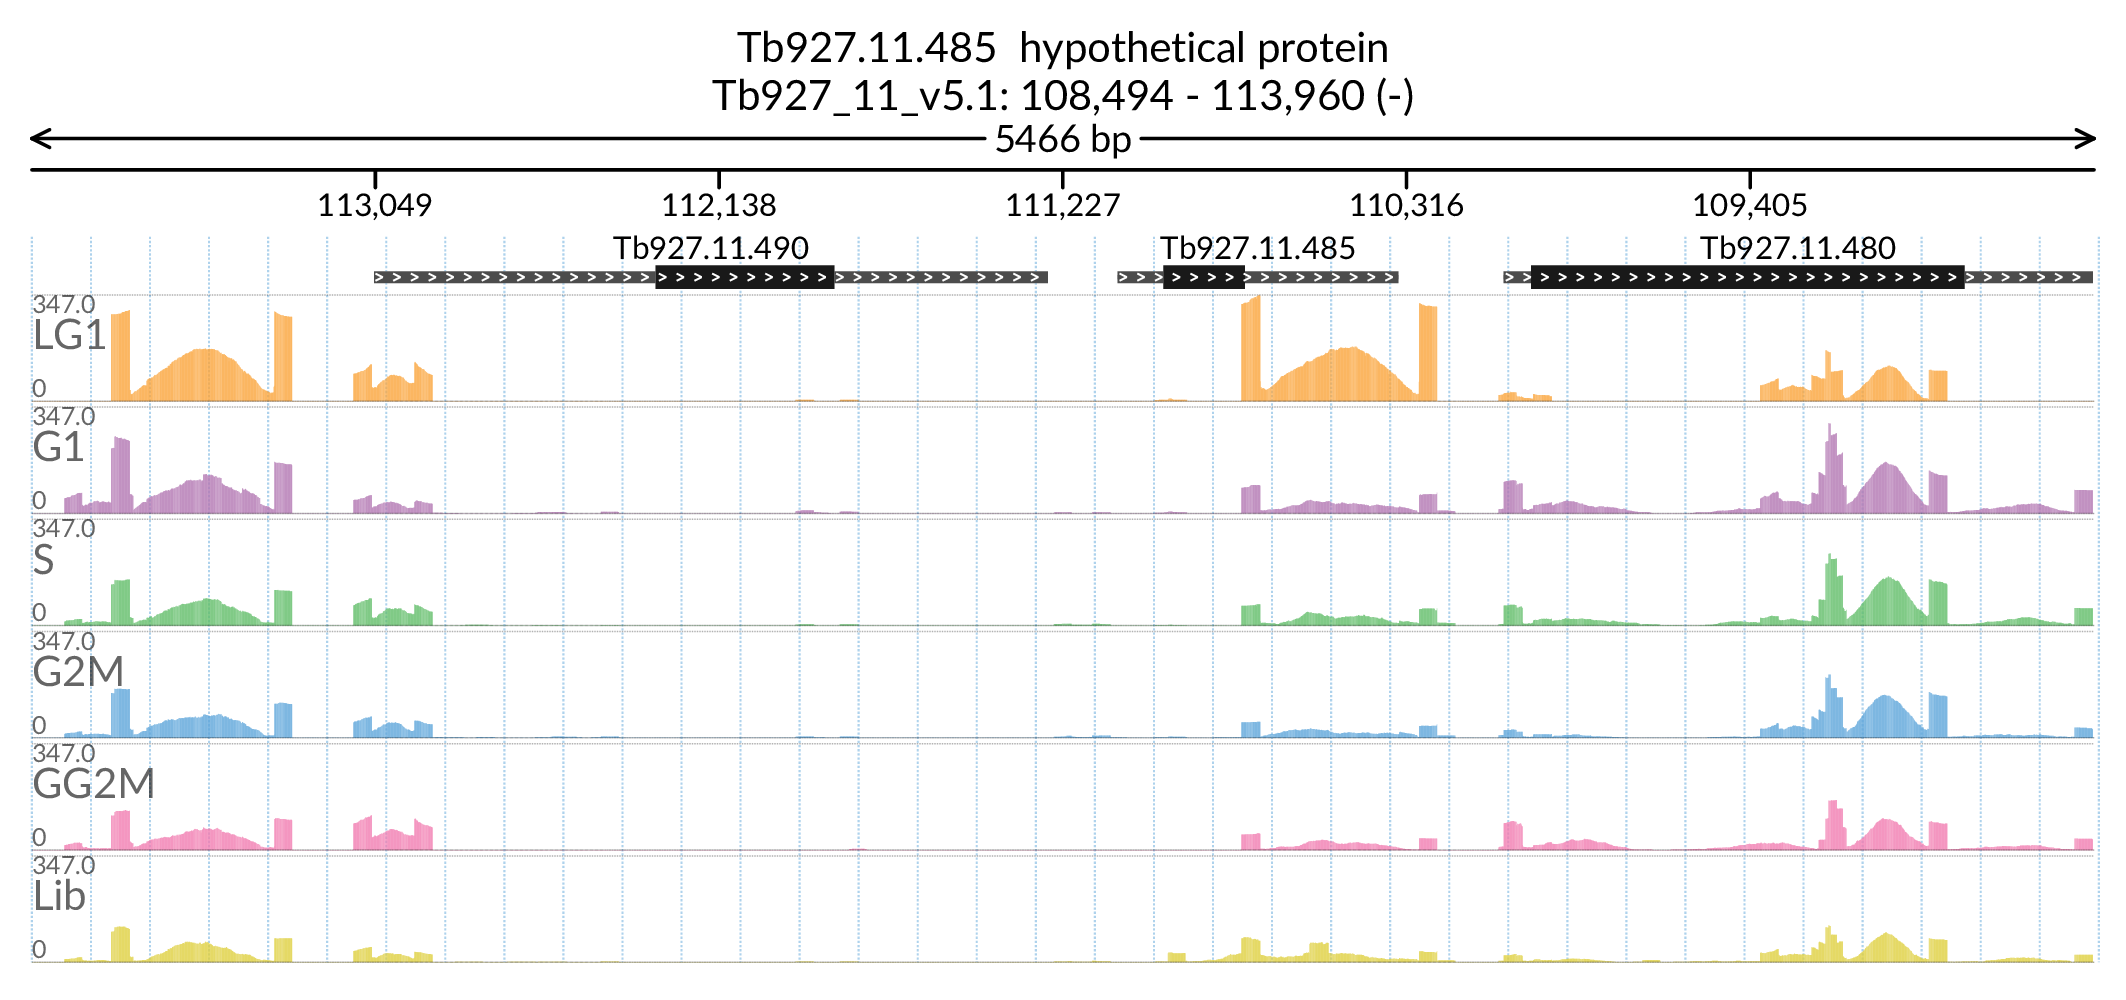 Tb927.11.485 hypothetical protein
Tb927_11_v5.1: 108,494 - 113,960 (-)
5466 bp
113,049 112,138 111,227 110,316 109,405
Tb927.11.490 Tb927.11.485 Tb927.11.480
347.0
LG1
0
347.0
G1
0
347.0
S
0
347.0
G2M
0
347.0
GG2M
0
347.0
Lib
0